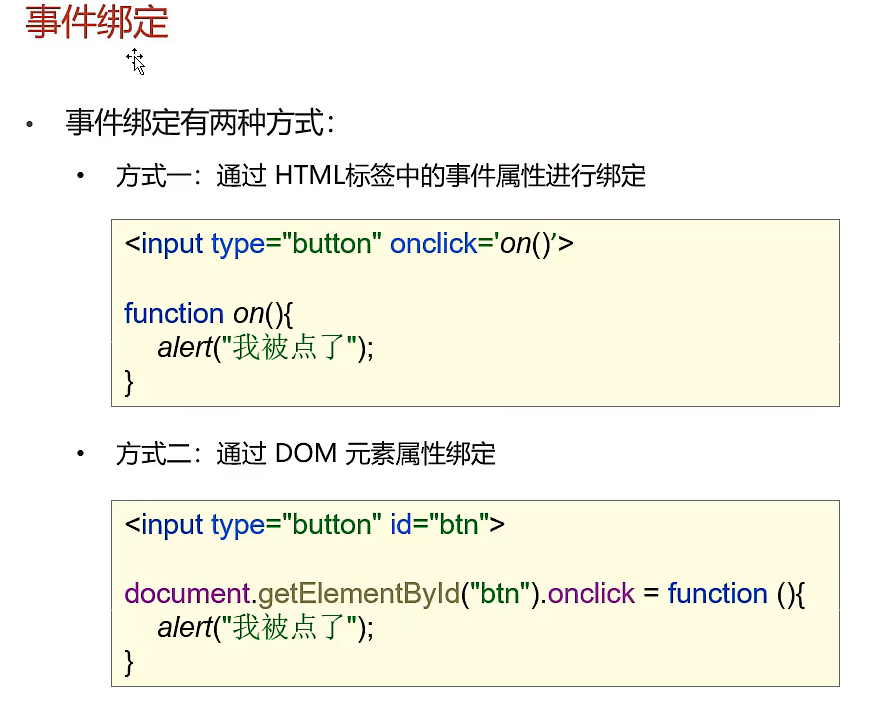 事件绑定
• 事件绑定有两种方式：
• 方式一：通过 HTML标签中的事件属性进行绑定
<input type="button" onclick='on()’>
function on(){
alert("我被点了");
}
• 方式二：通过 DOM 元素属性绑定
<input type="button" id="btn">
document.getElementById("btn").onclick = function (){
alert("我被点了");
}